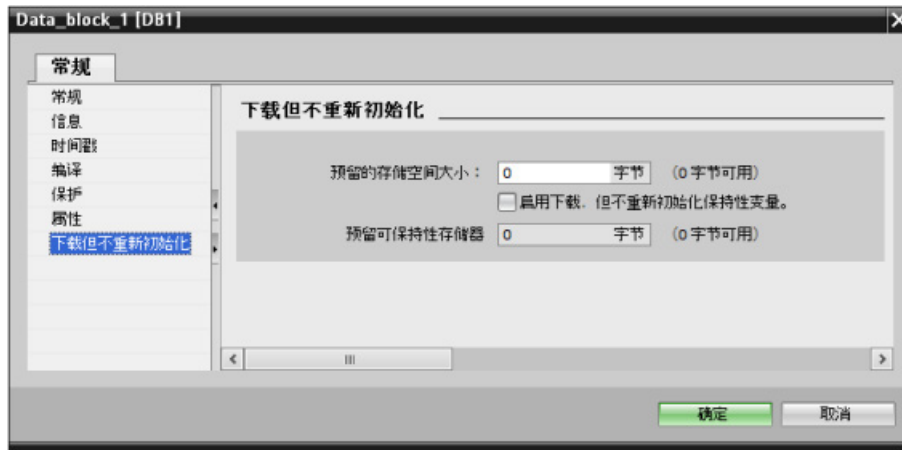 Data_block_1 [DB1]
常规
常规
信息
时间戳
编译
保护
属性
下载但不重新初始化
下载但不重新初始化
预留的存储空间大小： 0 字节 (0 字节可用)
启用下载，但不重新初始化保持性变量。
预留可保持性存储器 0 字节 (0 字节可用)
确定 取消